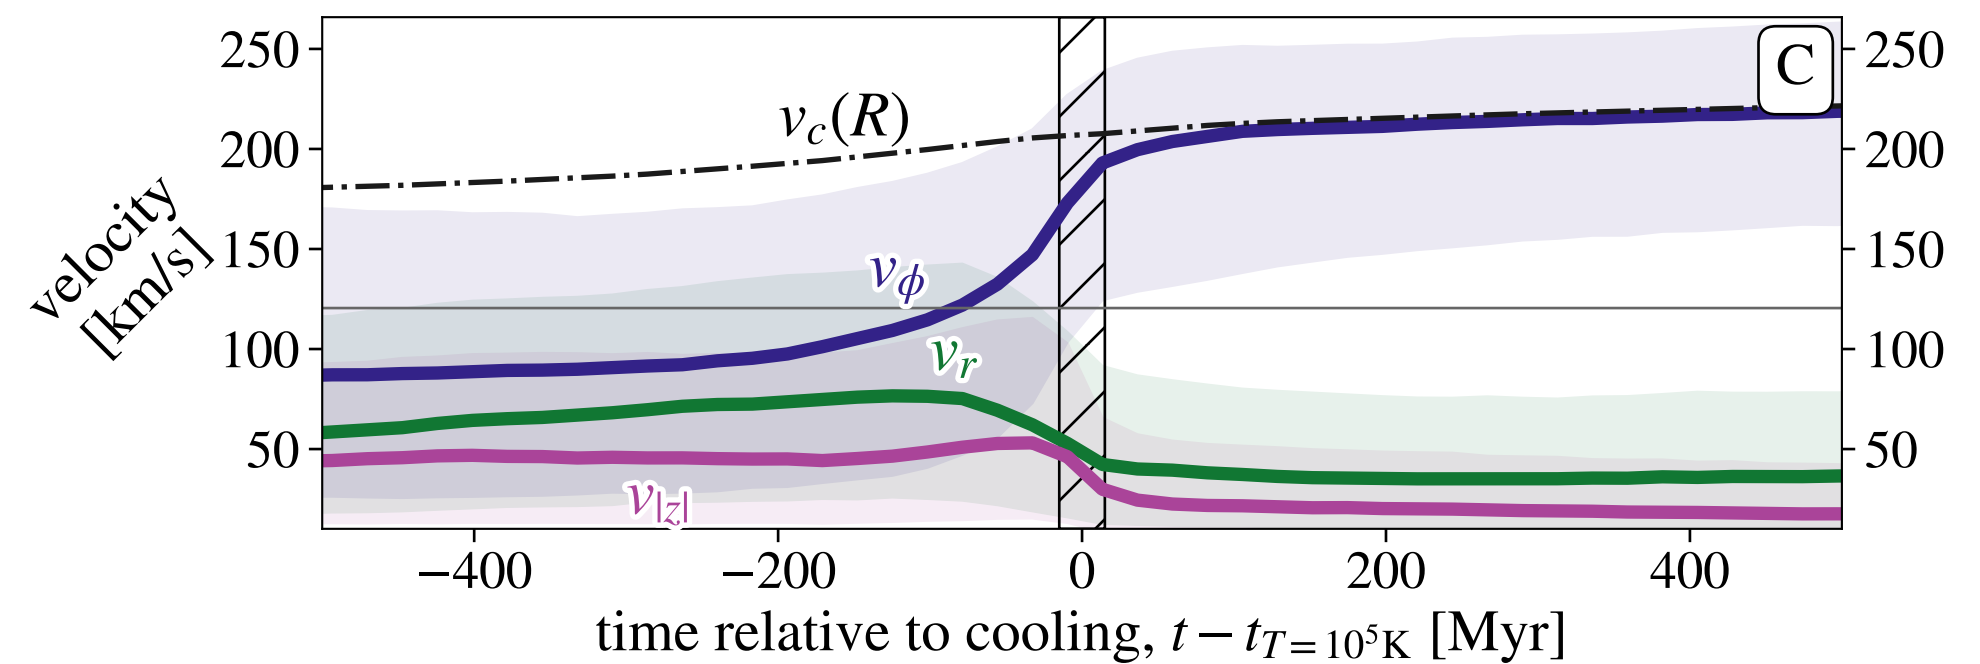 250
200
150
100
50
velocity
[km/s]
v_c(R)
v_ϕ
v_r
v_{|z|}
C
250
200
150
100
50
−400
−200
0
200
400
time relative to cooling, t − t_{T=10^5K} [Myr]